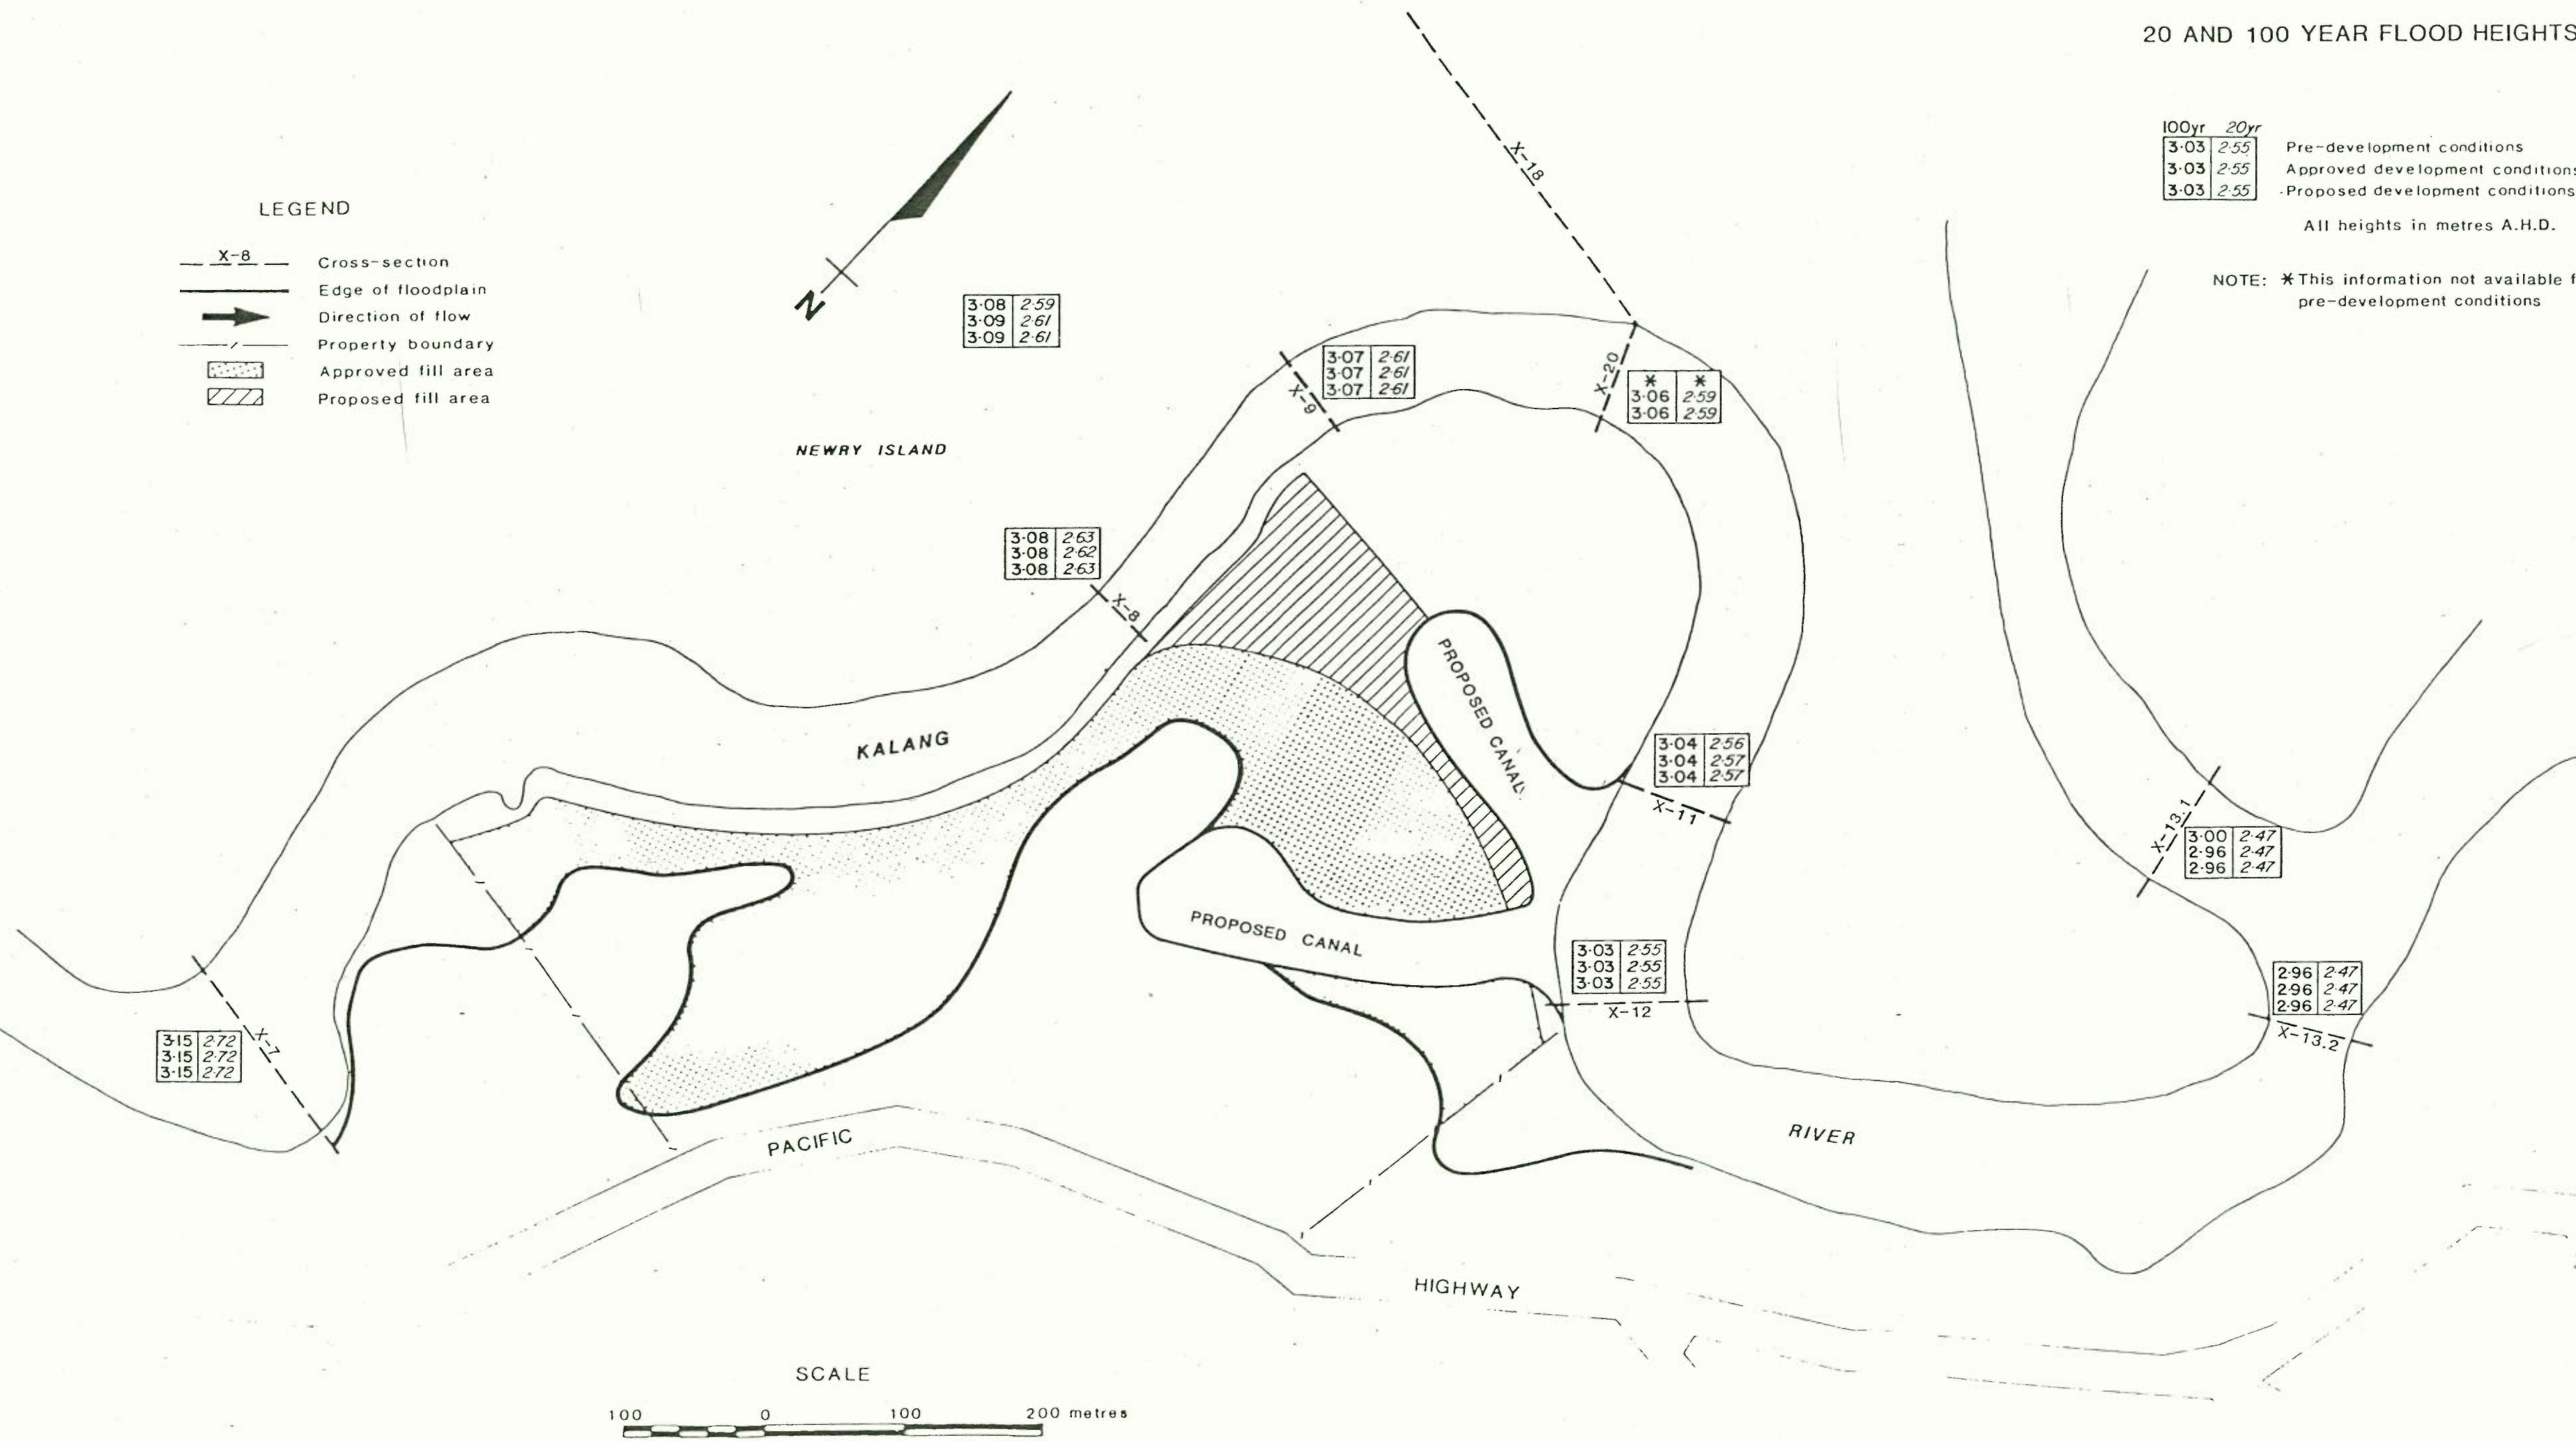 20 AND 100 YEAR FLOOD HEIGHTS
100yr 20yr
3·03 2·55 Pre-development conditions
3·03 2·55 Approved development conditions
3·03 2·55 Proposed development conditions
All heights in metres A.H.D.
NOTE: *This information not available f
pre-development conditions
LEGEND
X-8 Cross-section
Edge of floodplain
Direction of flow
Property boundary
Approved fill area
Proposed fill area
N
X-18
3·08 2·59
3·09 2·61
3·09 2·61
X-9
3·07 2·61
3·07 2·61
3·07 2·61
X-20
* *
3·06 2·59
3·06 2·59
NEWRY ISLAND
3·08 2·63
3·08 2·62
3·08 2·63
X-8
PROPOSED CANAL
KALANG
3·04 2·56
3·04 2·57
3·04 2·57
X-11
X-13.1
3·00 2·47
2·96 2·47
2·96 2·47
PROPOSED CANAL
3·03 2·55
3·03 2·55
3·03 2·55
X-12
2·96 2·47
2·96 2·47
2·96 2·47
X-13.2
X-7
3·15 2·72
3·15 2·72
3·15 2·72
PACIFIC
RIVER
HIGHWAY
SCALE
100 0 100 200 metres